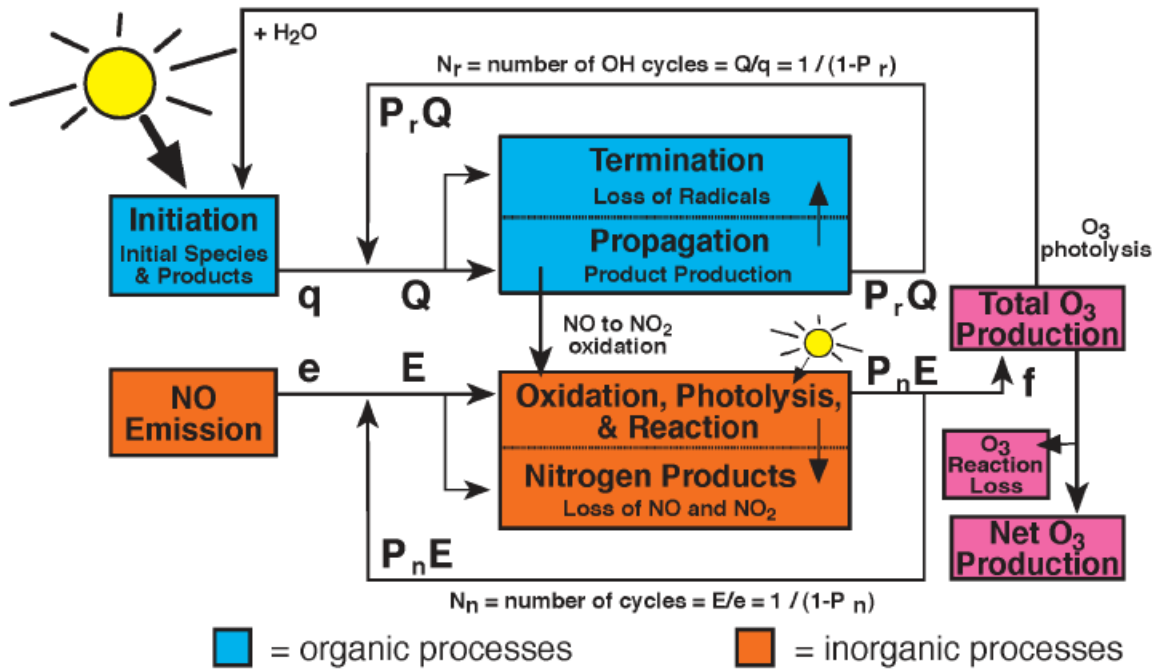 + H₂O
Nᵣ = number of OH cycles = Q/q = 1 / (1-P ᵣ)
PᵣQ
Termination
Loss of Radicals
Initiation
Initial Species
& Products
Propagation
Product Production
O₃
photolysis
q
Q
PᵣQ
Total O₃
Production
NO to NO₂
oxidation
e
E
PₙE
f
NO
Emission
Oxidation, Photolysis,
& Reaction
O₃
Reaction
Loss
Nitrogen Products
Loss of NO and NO₂
Net O₃
Production
PₙE
Nₙ = number of cycles = E/e = 1 / (1-P ₙ)
= organic processes
= inorganic processes